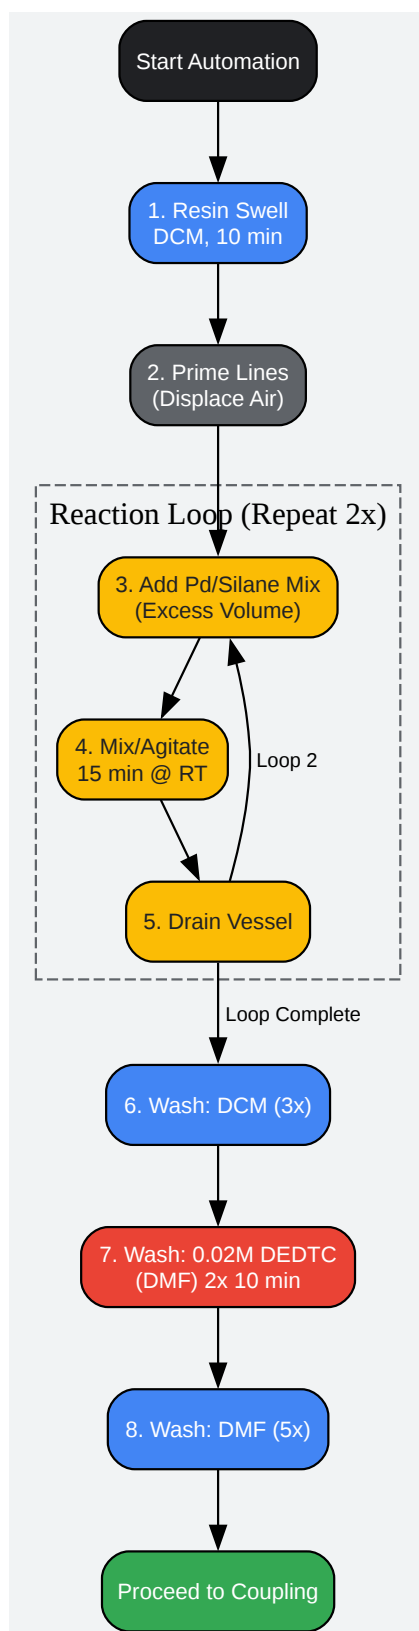 Start Automation
1. Resin Swell
DCM, 10 min
2. Prime Lines
(Displace Air)
Reaction Loop (Repeat 2x)
3. Add Pd/Silane Mix
(Excess Volume)
4. Mix/Agitate
15 min @ RT
Loop 2
5. Drain Vessel
Loop Complete
6. Wash: DCM (3x)
7. Wash: 0.02M DEDTC
(DMF) 2x 10 min
8. Wash: DMF (5x)
Proceed to Coupling